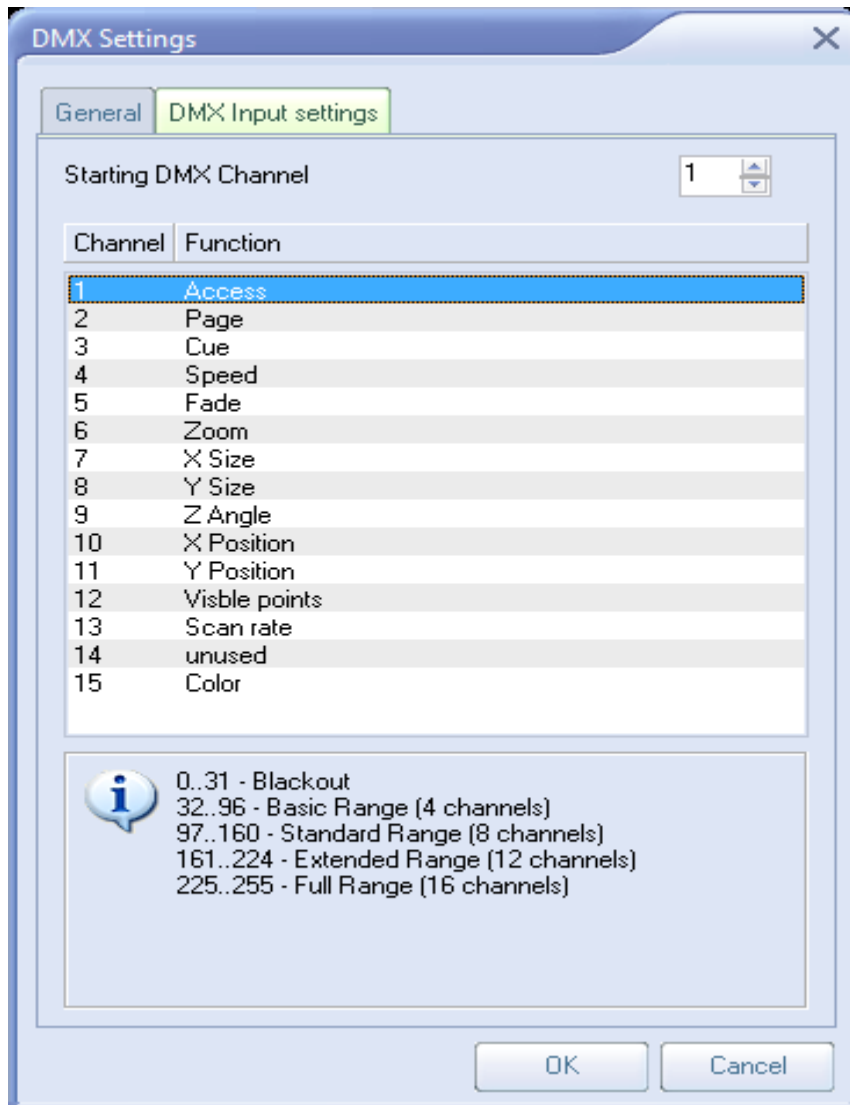 DMX Settings
General DMX Input settings
Starting DMX Channel 1
Channel Function
1 Access
2 Page
3 Cue
4 Speed
5 Fade
6 Zoom
7 X Size
8 Y Size
9 Z Angle
10 X Position
11 Y Position
12 Visble points
13 Scan rate
14 unused
15 Color
0..31 - Blackout
32..96 - Basic Range (4 channels)
97..160 - Standard Range (8 channels)
161..224 - Extended Range (12 channels)
225..255 - Full Range (16 channels)
OK Cancel